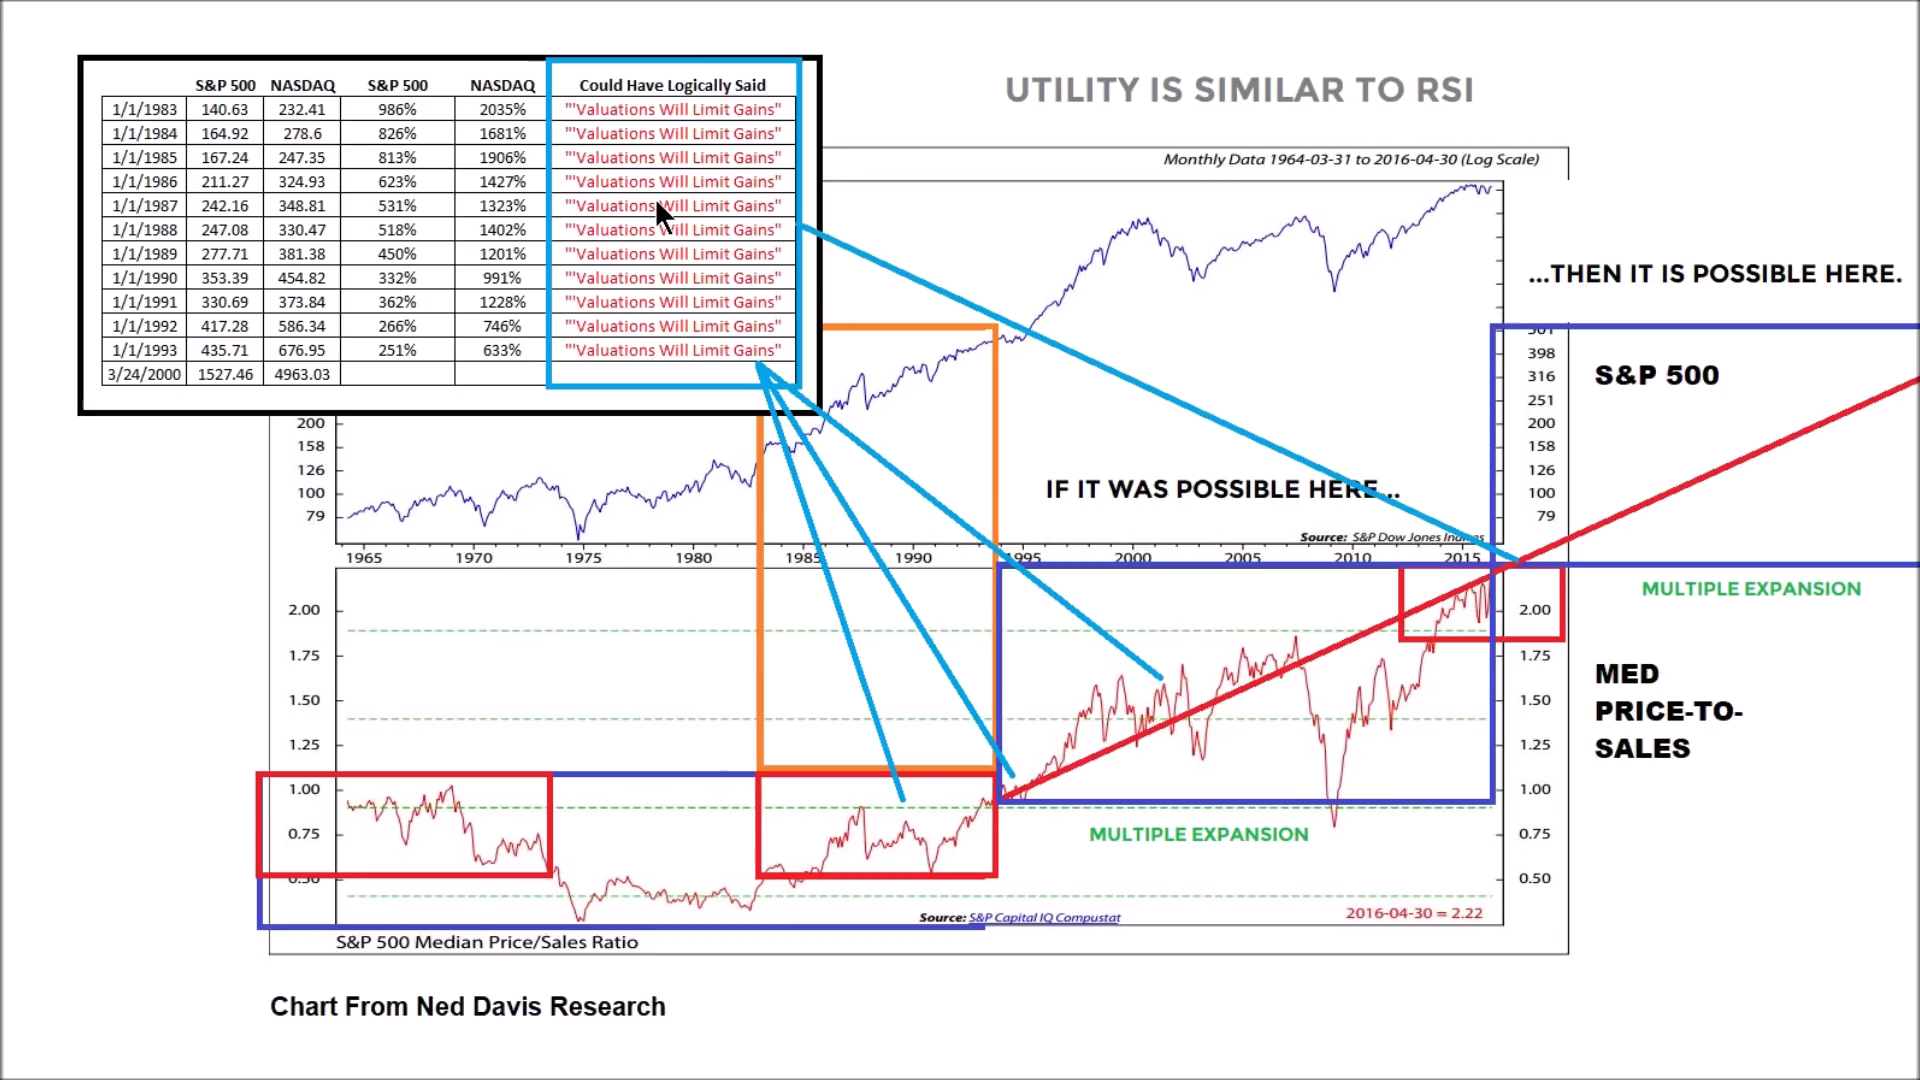 UTILITY IS SIMILAR TO RSI
S&P 500 NASDAQ S&P 500 NASDAQ Could Have Logically Said
1/1/1983 140.63 232.41 986% 2035% "'Valuations Will Limit Gains"
1/1/1984 164.92 278.6 826% 1681% "'Valuations Will Limit Gains"
1/1/1985 167.24 247.35 813% 1906% "'Valuations Will Limit Gains"
1/1/1986 211.27 324.93 623% 1427% "'Valuations Will Limit Gains"
1/1/1987 242.16 348.81 531% 1323% "'Valuations Will Limit Gains"
1/1/1988 247.08 330.47 518% 1402% "'Valuations Will Limit Gains"
1/1/1989 277.71 381.38 450% 1201% "'Valuations Will Limit Gains"
1/1/1990 353.39 454.82 332% 991% "'Valuations Will Limit Gains"
1/1/1991 330.69 373.84 362% 1228% "'Valuations Will Limit Gains"
1/1/1992 417.28 586.34 266% 746% "'Valuations Will Limit Gains"
1/1/1993 435.71 676.95 251% 633% "'Valuations Will Limit Gains"
3/24/2000 1527.46 4963.03
Monthly Data 1964-03-31 to 2016-04-30 (Log Scale)
...THEN IT IS POSSIBLE HERE.
398
316
251
200 200
158 158
126 126
100 100
79 79
S&P 500
IF IT WAS POSSIBLE HERE...
Source: S&P Dow Jones Indices
1965 1970 1975 1980 1985 1990 1995 2000 2005 2010 2015
MULTIPLE EXPANSION
2.00 2.00
1.75 1.75
1.50 1.50
1.25 1.25
1.00 1.00
0.75 0.75
0.50 0.50
MED
PRICE-TO-
SALES
MULTIPLE EXPANSION
Source: S&P Capital IQ Compustat
2016-04-30 = 2.22
S&P 500 Median Price/Sales Ratio
Chart From Ned Davis Research